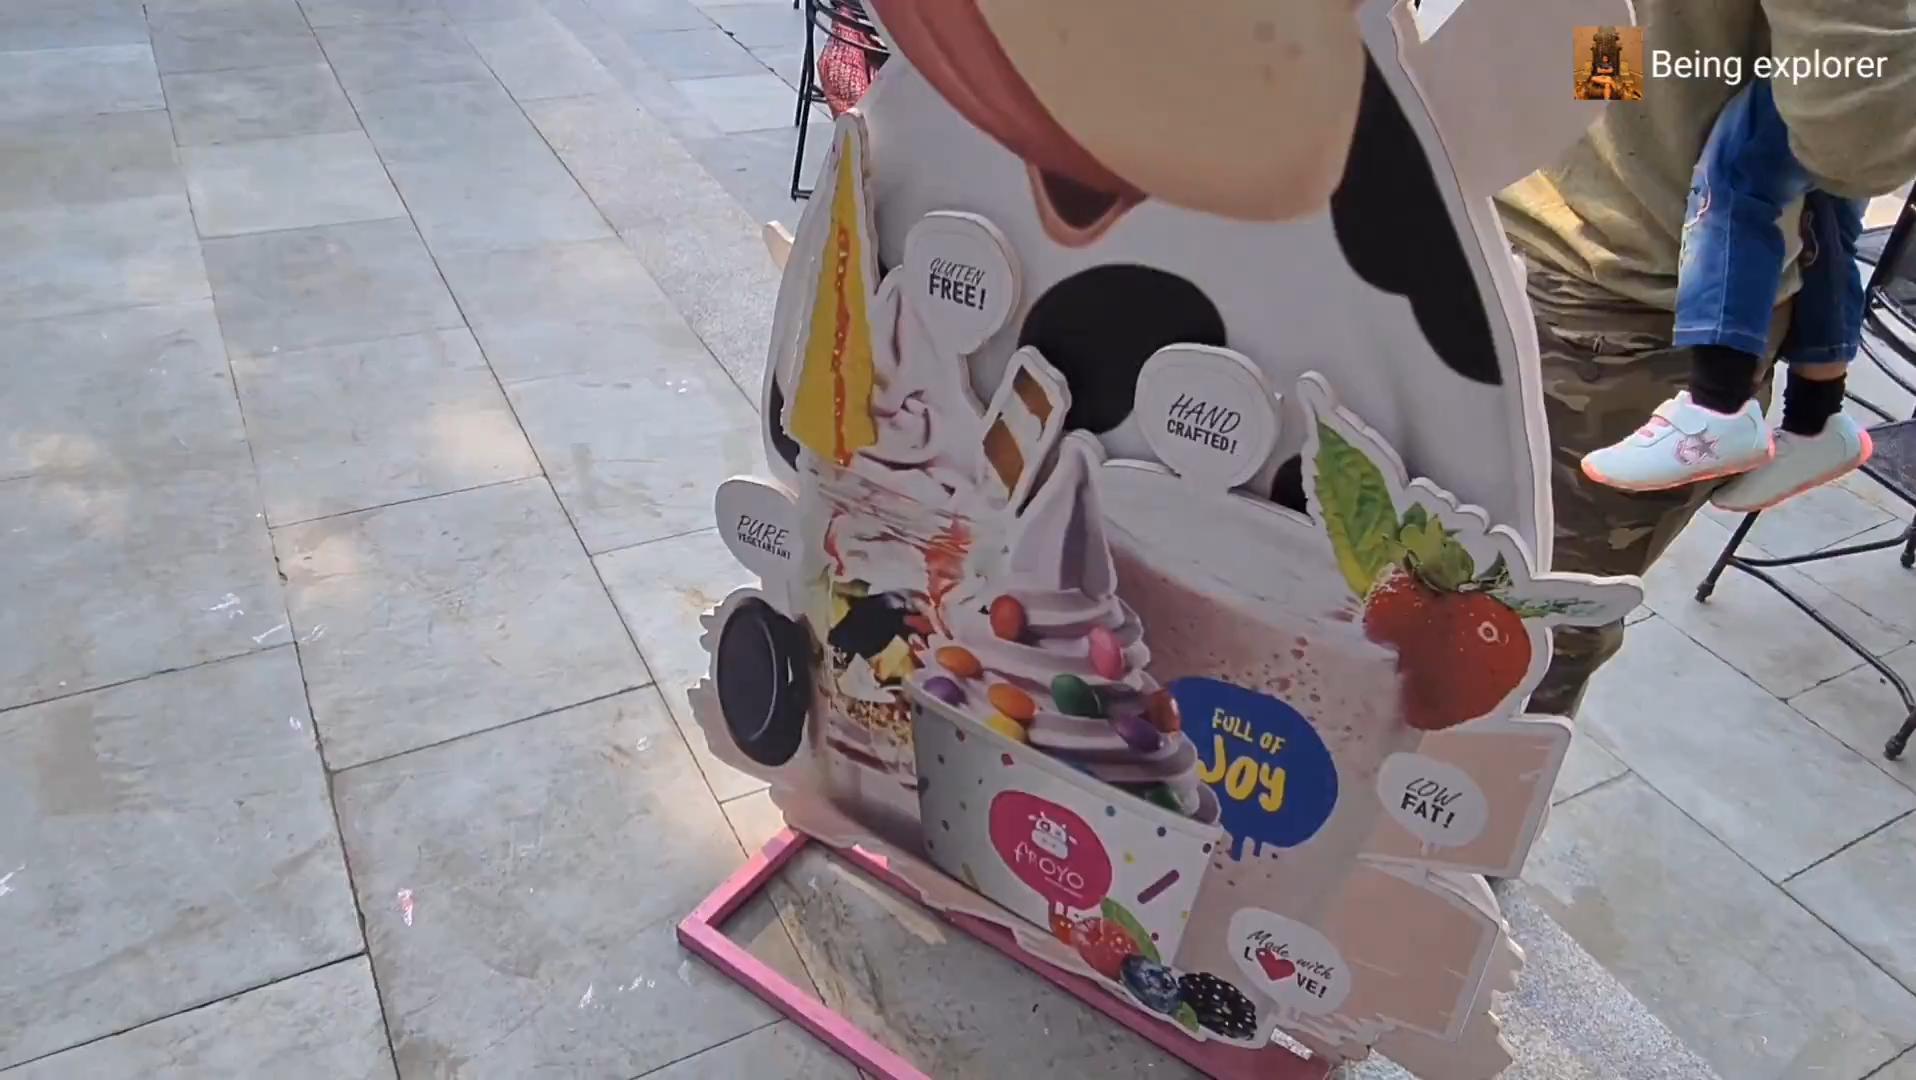 Being explorer
GLUTEN
FREE!
HAND
CRAFTED!
PURE
VEGETARIAN!
FULL OF
JOY
LOW
FAT!
FROYO
Made with
LOVE!